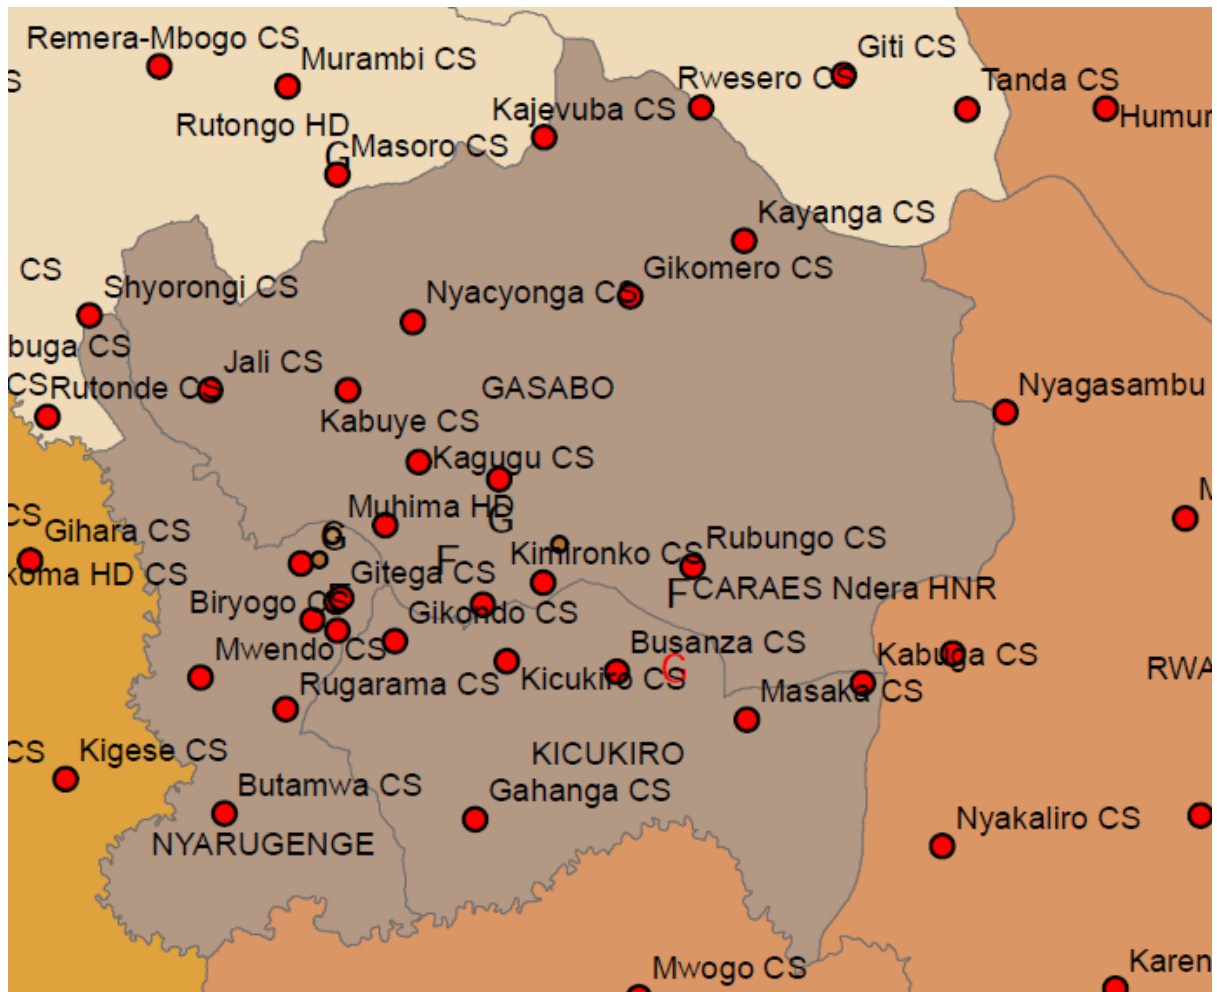 Remera-Mbogo CS
Murambi CS
Giti CS
Rwesero CS
Tanda CS
S
Kajevuba CS
Humur
Rutongo HD
Masoro CS
G
Kayanga CS
CS
Gikomero CS
Shyorongi CS
Nyacyonga CS
buga CS
Jali CS
CS
Rutonde CS
GASABO
Nyagasambu
Kabuye CS
Kagugu CS
M
Muhima HD
CS
Gihara CS
G
G
Kimironko CS
Rubungo CS
F
koma HD CS
Gitega CS
F
CARAES Ndera HNR
Biryogo CS
Gikondo CS
Mwendo CS
Busanza CS
Kabuga CS
G
RWA
Rugarama CS
Kicukiro CS
Masaka CS
CS
Kigese CS
KICUKIRO
Butamwa CS
Gahanga CS
NYARUGENGE
Nyakaliro CS
Mwogo CS
Karen